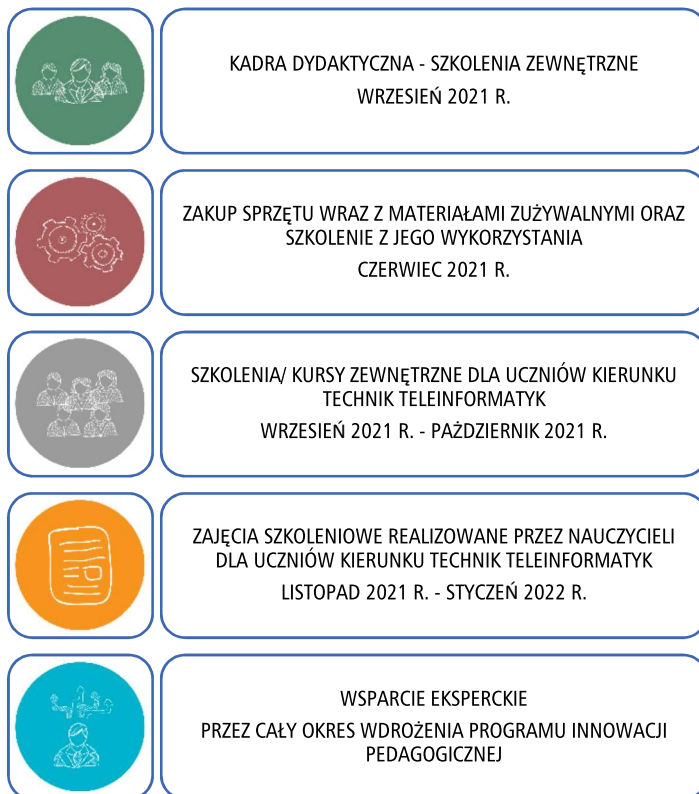 KADRA DYDAKTYCZNA - SZKOLENIA ZEWNĘTRZNE
WRZESIEŃ 2021 R.
ZAKUP SPRZĘTU WRAZ Z MATERIAŁAMI ZUŻYWALNYMI ORAZ
SZKOLENIE Z JEGO WYKORZYSTANIA
CZERWIEC 2021 R.
SZKOLENIA/ KURSY ZEWNĘTRZNE DLA UCZNIÓW KIERUNKU
TECHNIK TELEINFORMATYK
WRZESIEŃ 2021 R. - PAŹDZIERNIK 2021 R.
ZAJĘCIA SZKOLENIOWE REALIZOWANE PRZEZ NAUCZYCIELI
DLA UCZNIÓW KIERUNKU TECHNIK TELEINFORMATYK
LISTOPAD 2021 R. - STYCZEŃ 2022 R.
WSPARCIE EKSPERCKIE
PRZEZ CAŁY OKRES WDROŻENIA PROGRAMU INNOWACJI
PEDAGOGICZNEJ